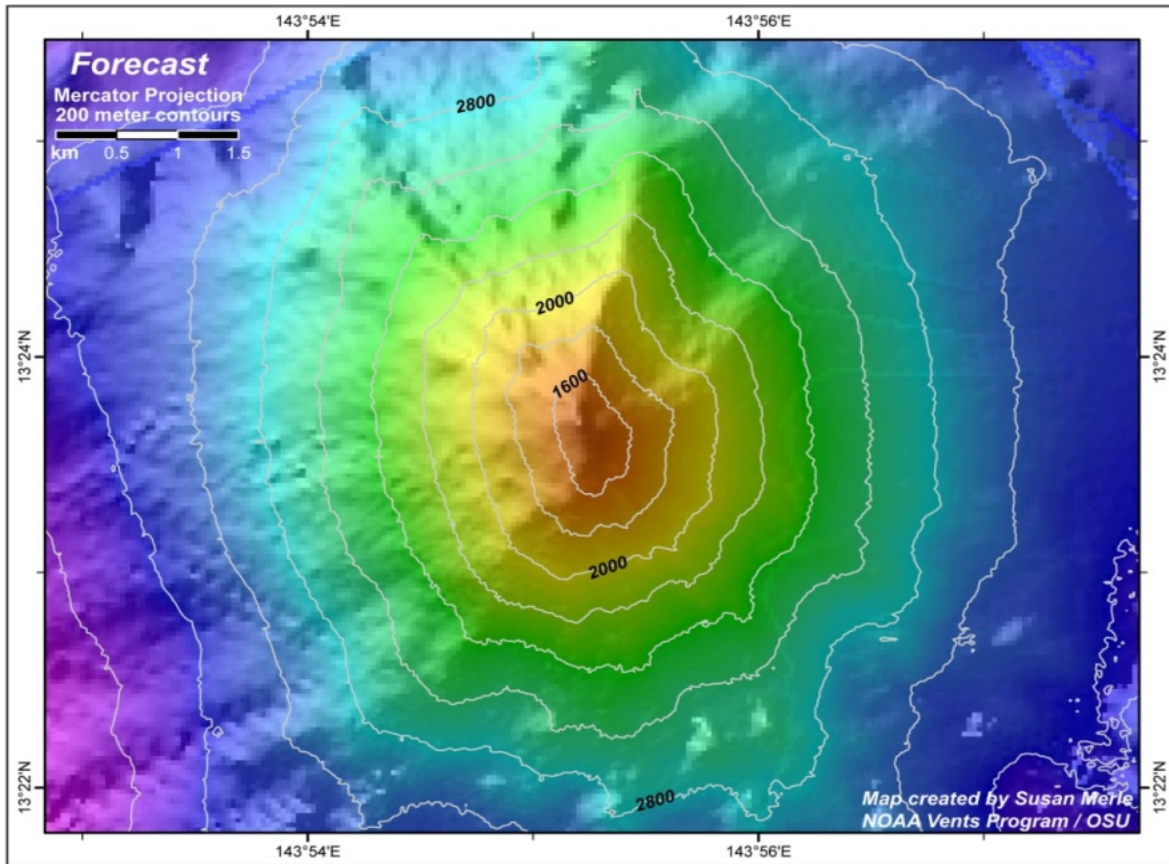 143°54'E 143°56'E
Forecast
Mercator Projection
200 meter contours
km 0.5 1 1.5
2800
2000
13°24'N 13°24'N
1600
2000
13°22'N 13°22'N
2800
Map created by Susan Merle
NOAA Vents Program / OSU
143°54'E 143°56'E